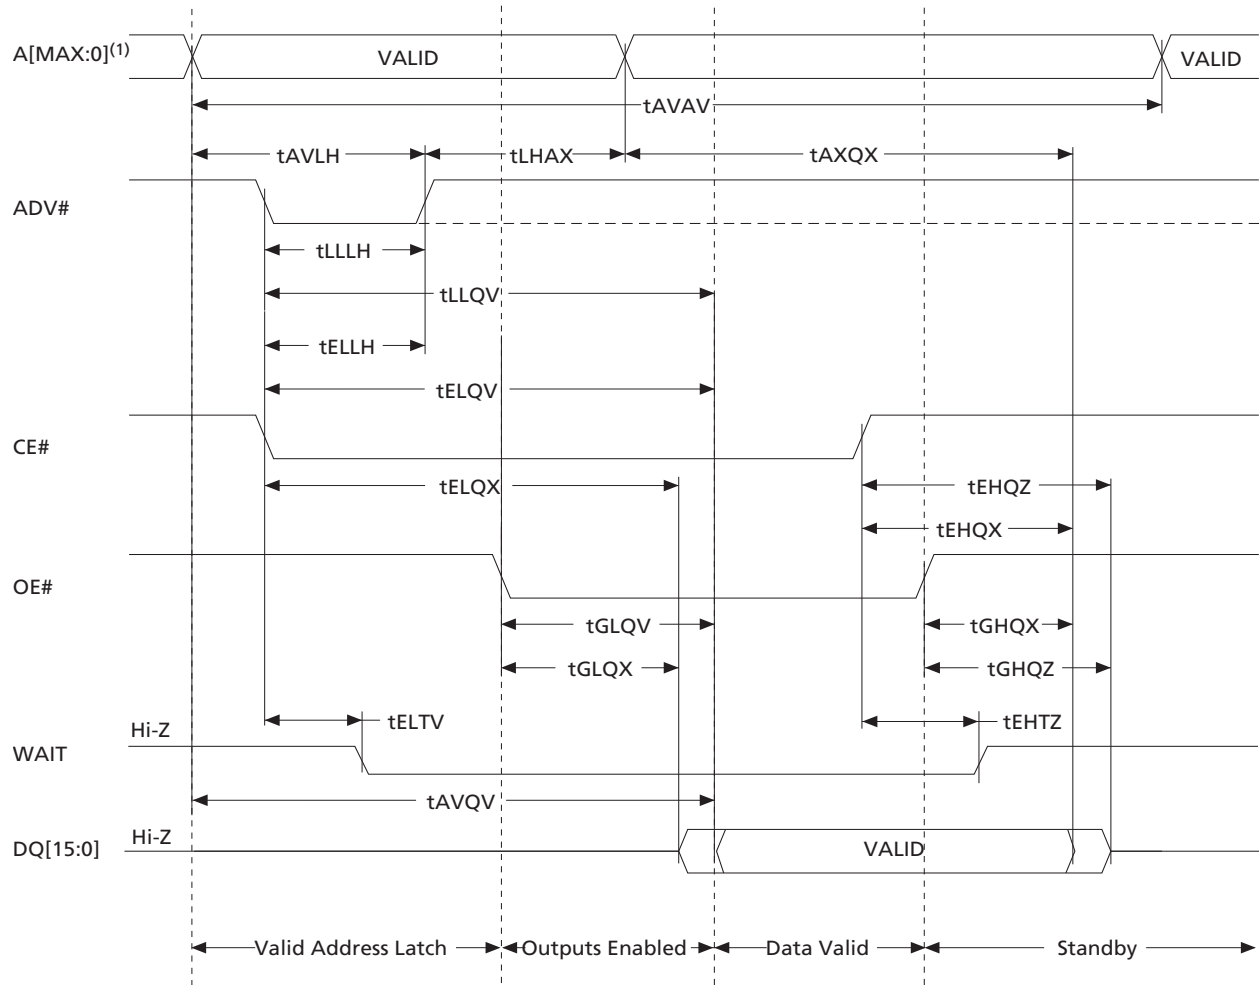 A[MAX:0](1)
VALID
VALID
tAVAV
tAVLH
tLHAX
tAXQX
ADV#
tLLLH
tLLQV
tELLH
tELQV
CE#
tELQX
tEHQZ
tEHQX
OE#
tGLQV
tGHQX
tGLQX
tGHQZ
tELTV
tEHTZ
Hi-Z
WAIT
tAVQV
Hi-Z
DQ[15:0]
VALID
Valid Address Latch
Outputs Enabled
Data Valid
Standby